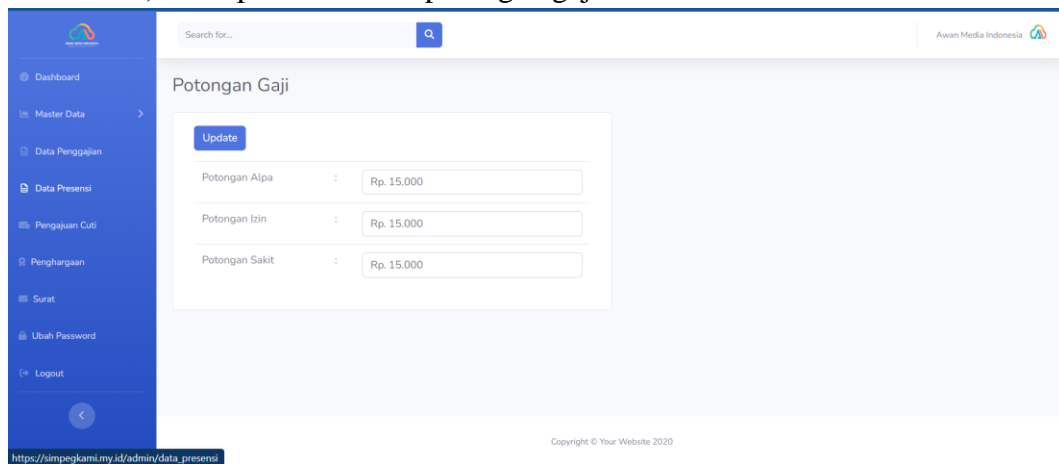 Search for...
Awan Media Indonesia
Dashboard
Master Data
Data Penggajian
Data Presensi
Pengajuan Cuti
Penghargaan
Surat
Ubah Password
Logout
Potongan Gaji
Update
Potongan Alpa : Rp. 15.000
Potongan Izin : Rp. 15.000
Potongan Sakit : Rp. 15.000
Copyright © Your Website 2020
https://simpegkami.my.id/admin/data_presensi